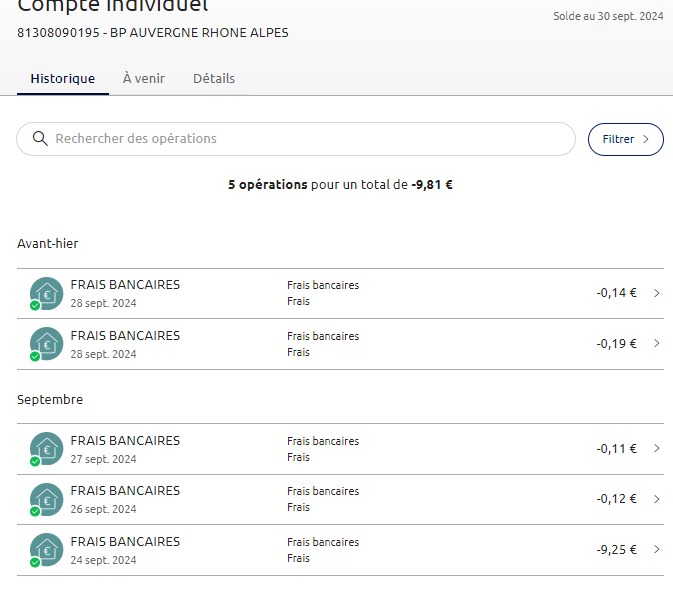 Compte individuel
Solde au 30 sept. 2024
81308090195 - BP AUVERGNE RHONE ALPES
Historique
À venir
Détails
Rechercher des opérations
Filtrer
5 opérations pour un total de -9,81 €
Avant-hier
FRAIS BANCAIRES
28 sept. 2024
Frais bancaires
Frais
-0,14 €
FRAIS BANCAIRES
28 sept. 2024
Frais bancaires
Frais
-0,19 €
Septembre
FRAIS BANCAIRES
27 sept. 2024
Frais bancaires
Frais
-0,11 €
FRAIS BANCAIRES
26 sept. 2024
Frais bancaires
Frais
-0,12 €
FRAIS BANCAIRES
24 sept. 2024
Frais bancaires
Frais
-9,25 €